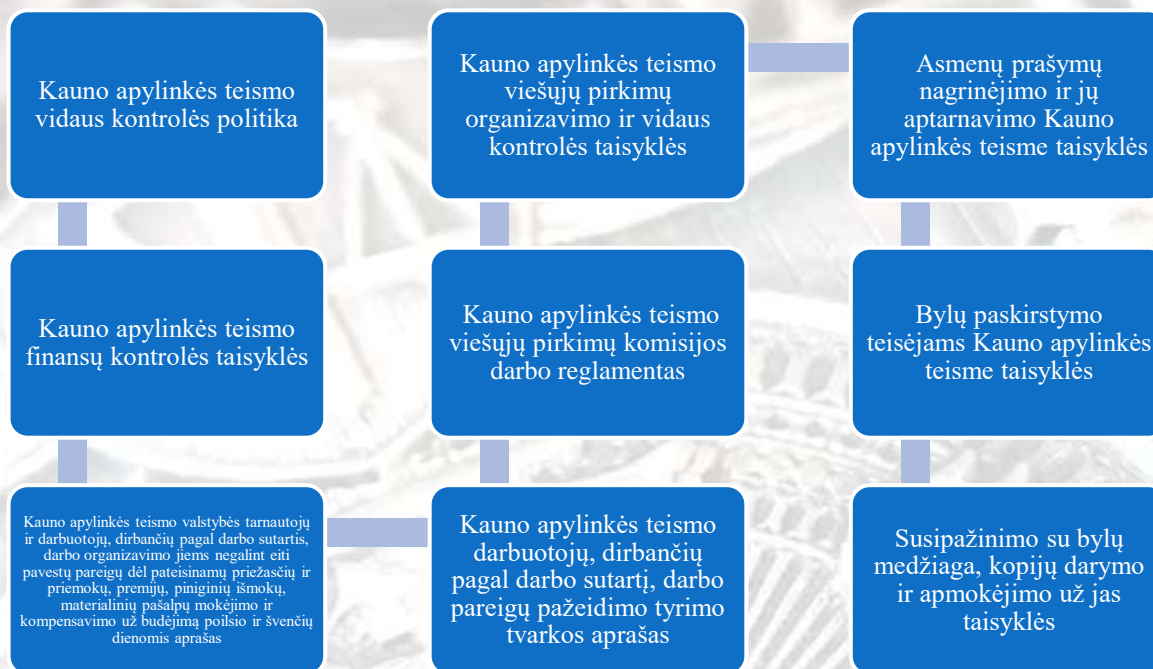 Kauno apylinkės teismo
vidaus kontrolės politika
Kauno apylinkės teismo
finansų kontrolės taisyklės
Kauno apylinkės teismo valstybės tarnautojų
ir darbuotojų, dirbančių pagal darbo sutartis,
darbo organizavimo jiems negalint eiti
pavestų pareigų dėl pateisinamų priežasčių ir
priemokų, premijų, piniginių išmokų,
materialinių pašalpų mokėjimo ir
kompensavimo už budėjimą poilsio ir švenčių
dienomis aprašas
Kauno apylinkės teismo
darbuotojų, dirbančių
pagal darbo sutartį, darbo
pareigų pažeidimo tyrimo
tvarkos aprašas
Kauno apylinkės teismo
viešųjų pirkimų komisijos
darbo reglamentas
Kauno apylinkės teismo
viešųjų pirkimų
organizavimo ir vidaus
kontrolės taisyklės
Asmenų prašymų
nagrinėjimo ir jų
aptarnavimo Kauno
apylinkės teisme taisyklės
Bylų paskirstymo
teisėjams Kauno apylinkės
teisme taisyklės
Susipažinimo su bylų
medžiaga, kopijų darymo
ir apmokėjimo už jas
taisyklės